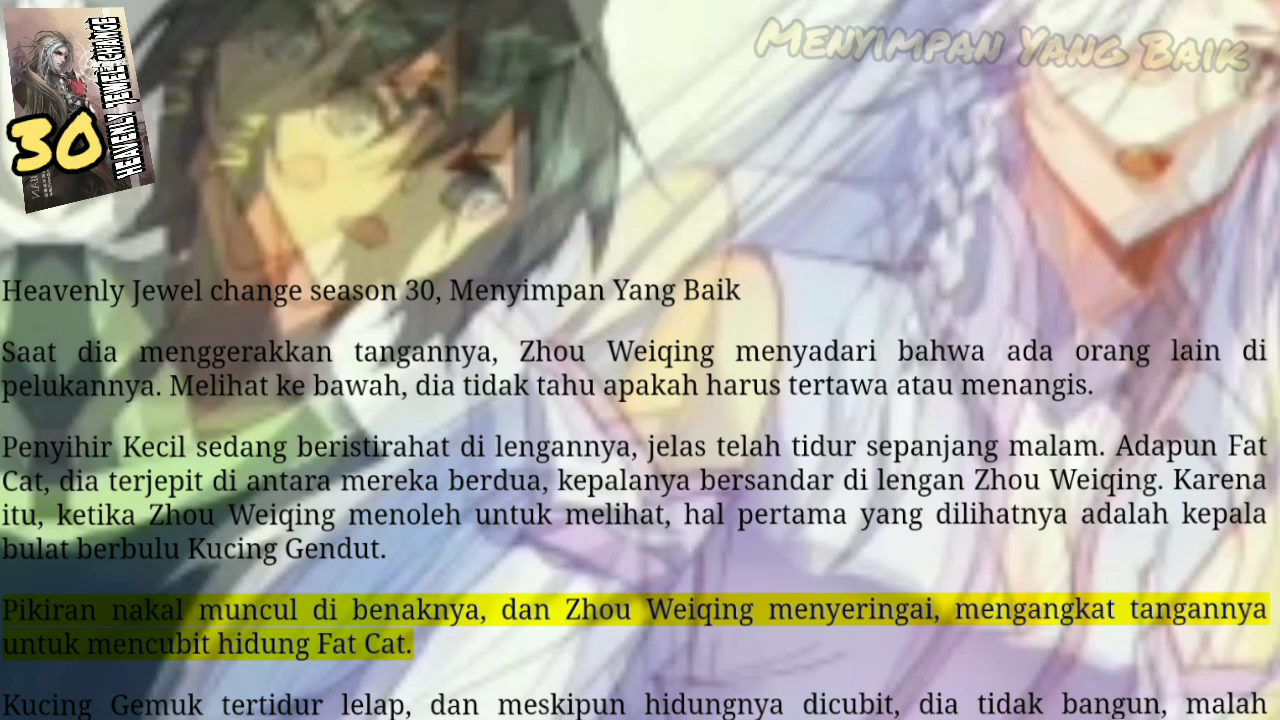 HEAVENLY JEWEL CHANGE
30
Menyimpan Yang Baik
Heavenly Jewel change season 30, Menyimpan Yang Baik
Saat dia menggerakkan tangannya, Zhou Weiqing menyadari bahwa ada orang lain di
pelukannya. Melihat ke bawah, dia tidak tahu apakah harus tertawa atau menangis.
Penyihir Kecil sedang beristirahat di lengannya, jelas telah tidur sepanjang malam. Adapun Fat
Cat, dia terjepit di antara mereka berdua, kepalanya bersandar di lengan Zhou Weiqing. Karena
itu, ketika Zhou Weiqing menoleh untuk melihat, hal pertama yang dilihatnya adalah kepala
bulat berbulu Kucing Gendut.
Pikiran nakal muncul di benaknya, dan Zhou Weiqing menyeringai, mengangkat tangannya
untuk mencubit hidung Fat Cat.
Kucing Gemuk tertidur lelap, dan meskipun hidungnya dicubit, dia tidak bangun, malah